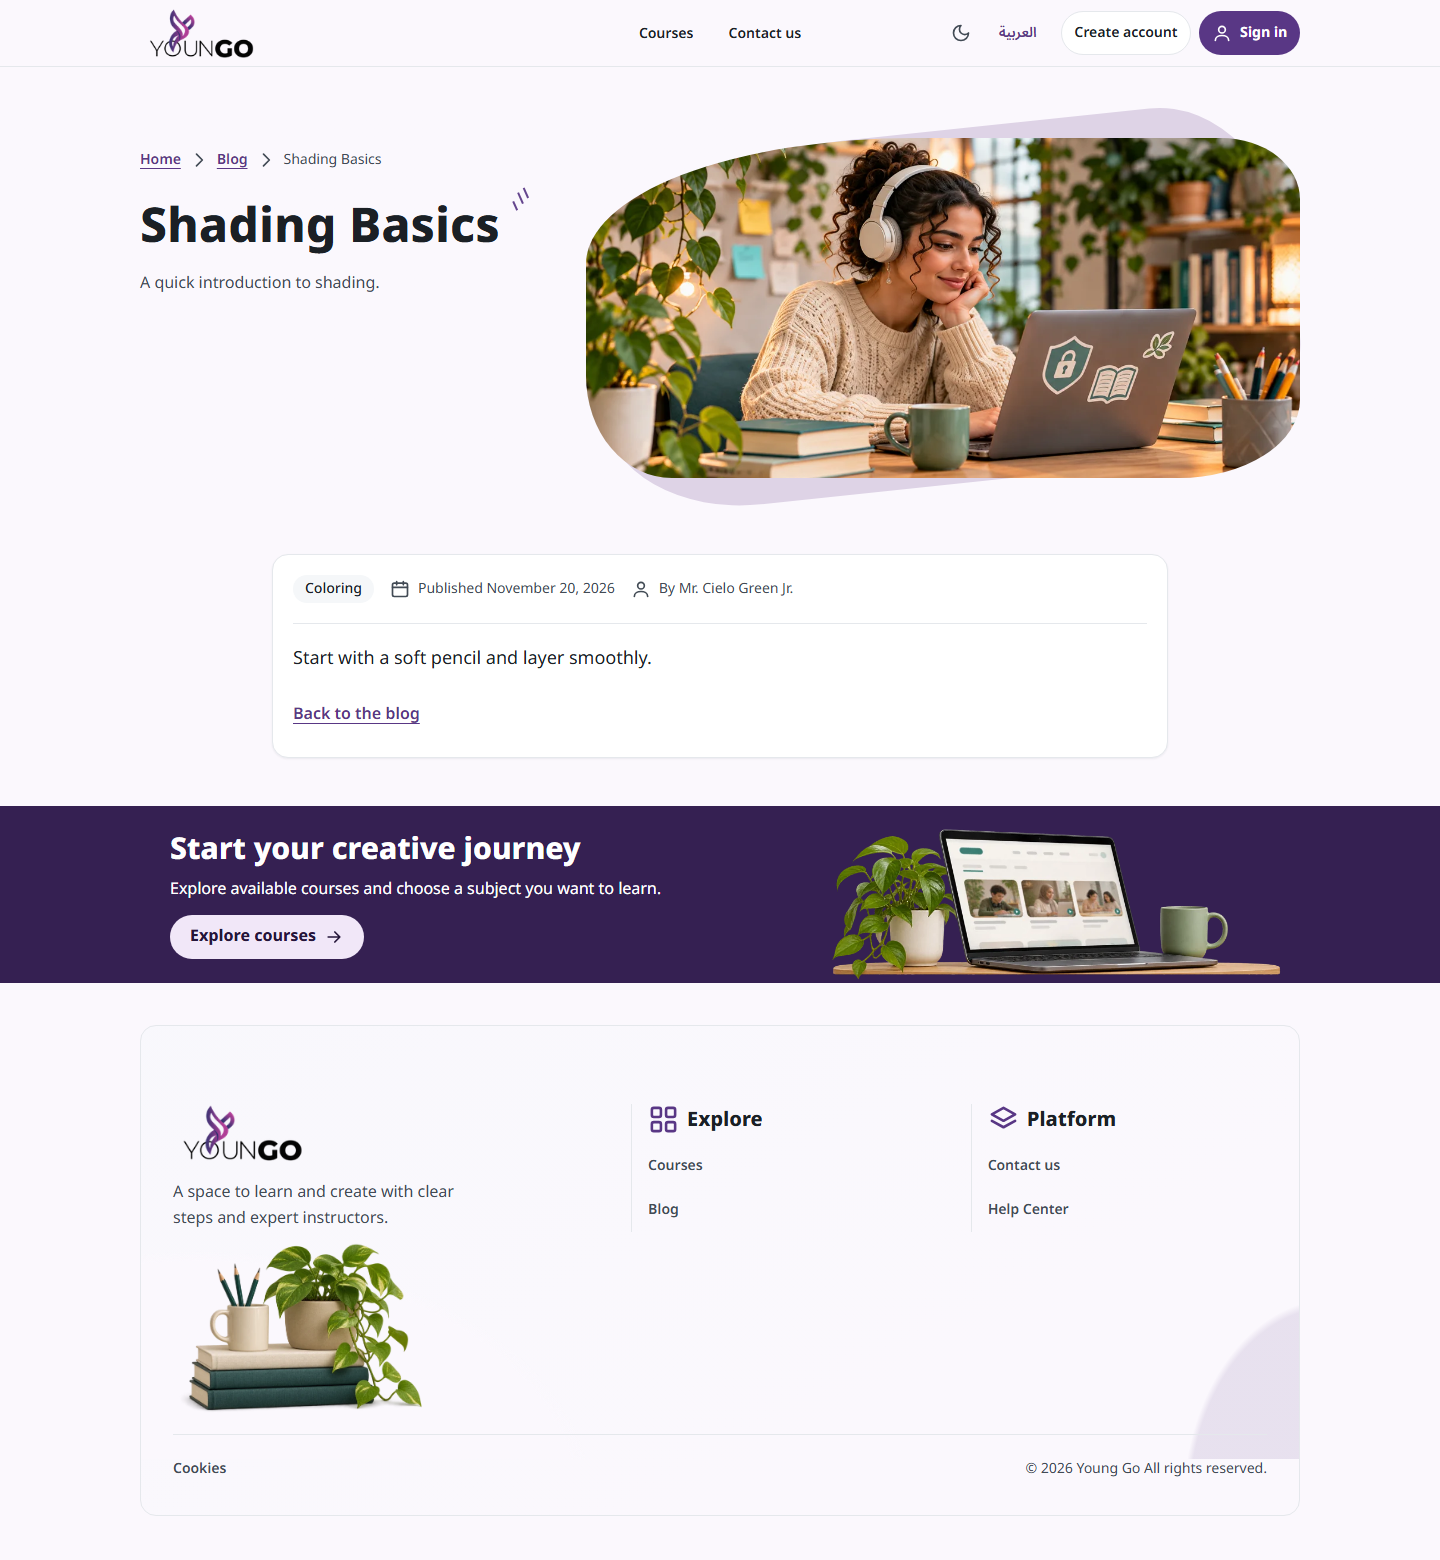 YOUNGO
Courses
Contact us
العربية
Create account
Sign in
Home
Blog
Shading Basics
Shading Basics
A quick introduction to shading.
Coloring
Published November 20, 2026
By Mr. Cielo Green Jr.
Start with a soft pencil and layer smoothly.
Back to the blog
Start your creative journey
Explore available courses and choose a subject you want to learn.
Explore courses
YOUNGO
A space to learn and create with clear
steps and expert instructors.
Explore
Courses
Blog
Platform
Contact us
Help Center
Cookies
© 2026 Young Go All rights reserved.